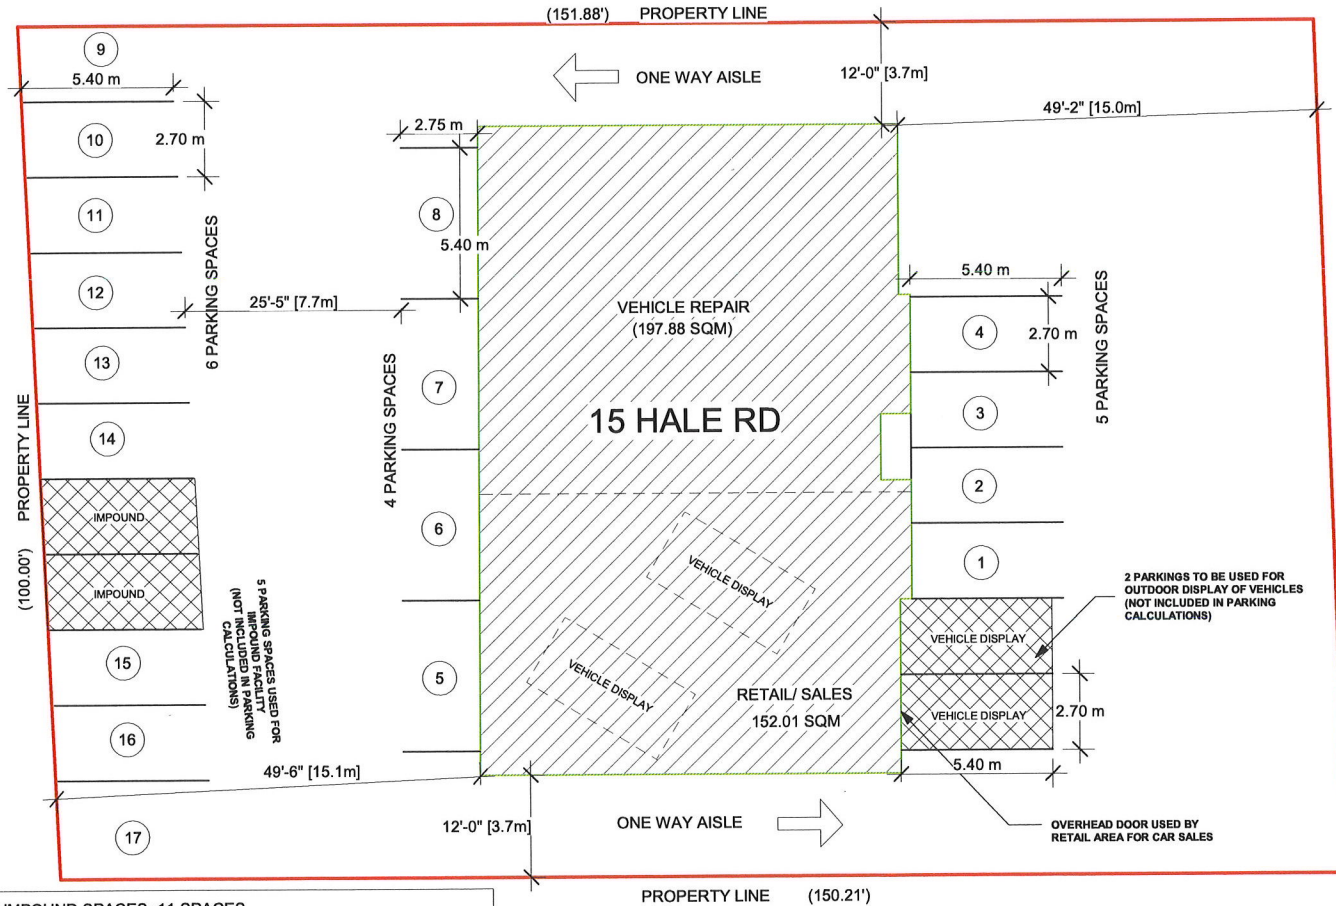 (151.88') PROPERTY LINE
9
5.40 m
ONE WAY AISLE
12'-0" [3.7m]
49'-2" [15.0m]
10
2.70 m
2.75 m
11
8
5.40 m
6 PARKING SPACES
12
25'-5" [7.7m]
5.40 m
VEHICLE REPAIR
(197.88 SQM)
4
2.70 m
5 PARKING SPACES
13
7
4 PARKING SPACES
15 HALE RD
3
14
PROPERTY LINE
(100.00')
2
IMPOUND
6
IMPOUND
VEHICLE DISPLAY
1
2 PARKINGS TO BE USED FOR
OUTDOOR DISPLAY OF VEHICLES
(NOT INCLUDED IN PARKING
CALCULATIONS)
5 PARKING SPACES USED FOR
IMPOUND FACILITY
(NOT INCLUDED IN PARKING
CALCULATIONS)
15
5
VEHICLE DISPLAY
VEHICLE DISPLAY
RETAIL/ SALES
152.01 SQM
VEHICLE DISPLAY
2.70 m
16
49'-6" [15.1m]
5.40 m
17
12'-0" [3.7m]
ONE WAY AISLE
OVERHEAD DOOR USED BY
RETAIL AREA FOR CAR SALES
PROPERTY LINE (150.21')
IMPOUND SPACES 11 SPACES